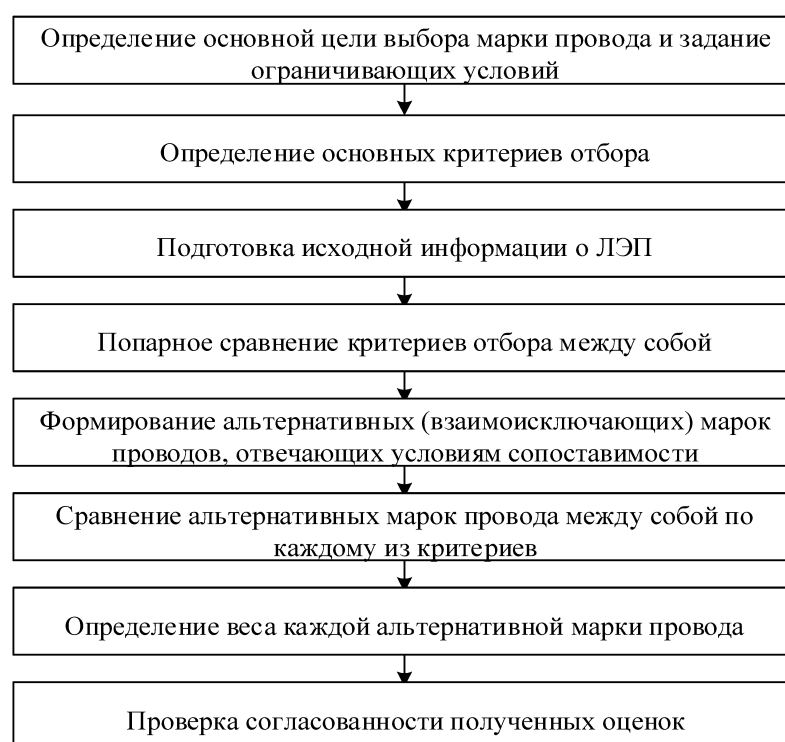 Определение основной цели выбора марки провода и задание
ограничивающих условий
Определение основных критериев отбора
Подготовка исходной информации о ЛЭП
Попарное сравнение критериев отбора между собой
Формирование альтернативных (взаимоисключающих) марок
проводов, отвечающих условиям сопоставимости
Сравнение альтернативных марок провода между собой по
каждому из критериев
Определение веса каждой альтернативной марки провода
Проверка согласованности полученных оценок